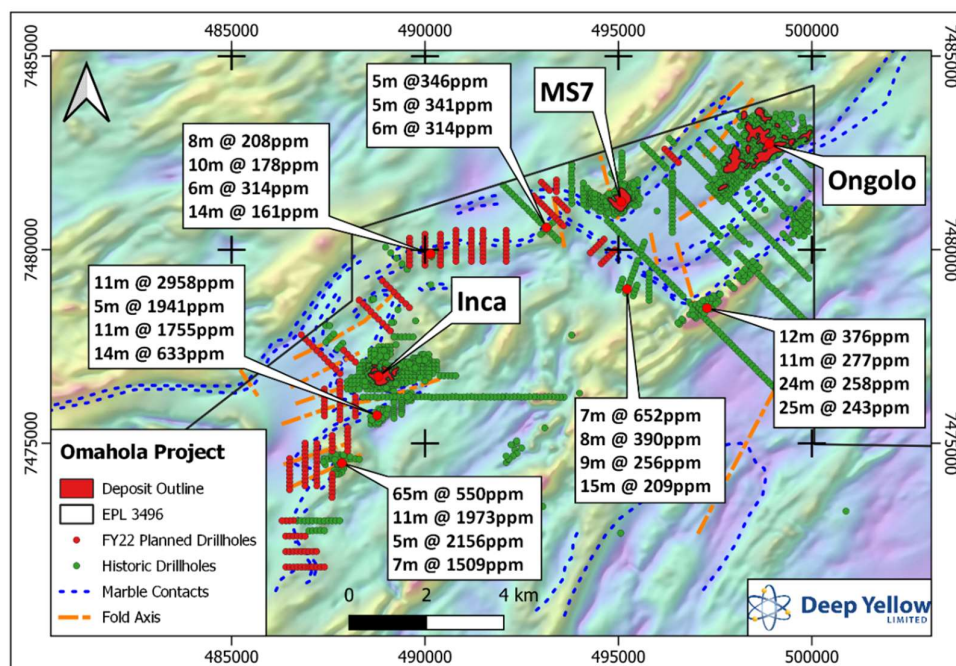 485000
490000
495000
500000
7485000
7485000
5m @346ppm
5m @ 341ppm
6m @ 314ppm
MS7
8m @ 208ppm
10m @ 178ppm
6m @ 314ppm
14m @ 161ppm
Ongolo
7480000
7480000
11m @ 2958ppm
5m @ 1941ppm
11m @ 1755ppm
14m @ 633ppm
Inca
12m @ 376ppm
11m @ 277ppm
24m @ 258ppm
25m @ 243ppm
7m @ 652ppm
8m @ 390ppm
9m @ 256ppm
15m @ 209ppm
7475000
7475000
65m @ 550ppm
11m @ 1973ppm
5m @ 2156ppm
7m @ 1509ppm
Omahola Project
Deposit Outline
EPL 3496
FY22 Planned Drillholes
Historic Drillholes
Marble Contacts
Fold Axis
0 2 4 km
Deep Yellow
LIMITED
485000
490000
495000
500000